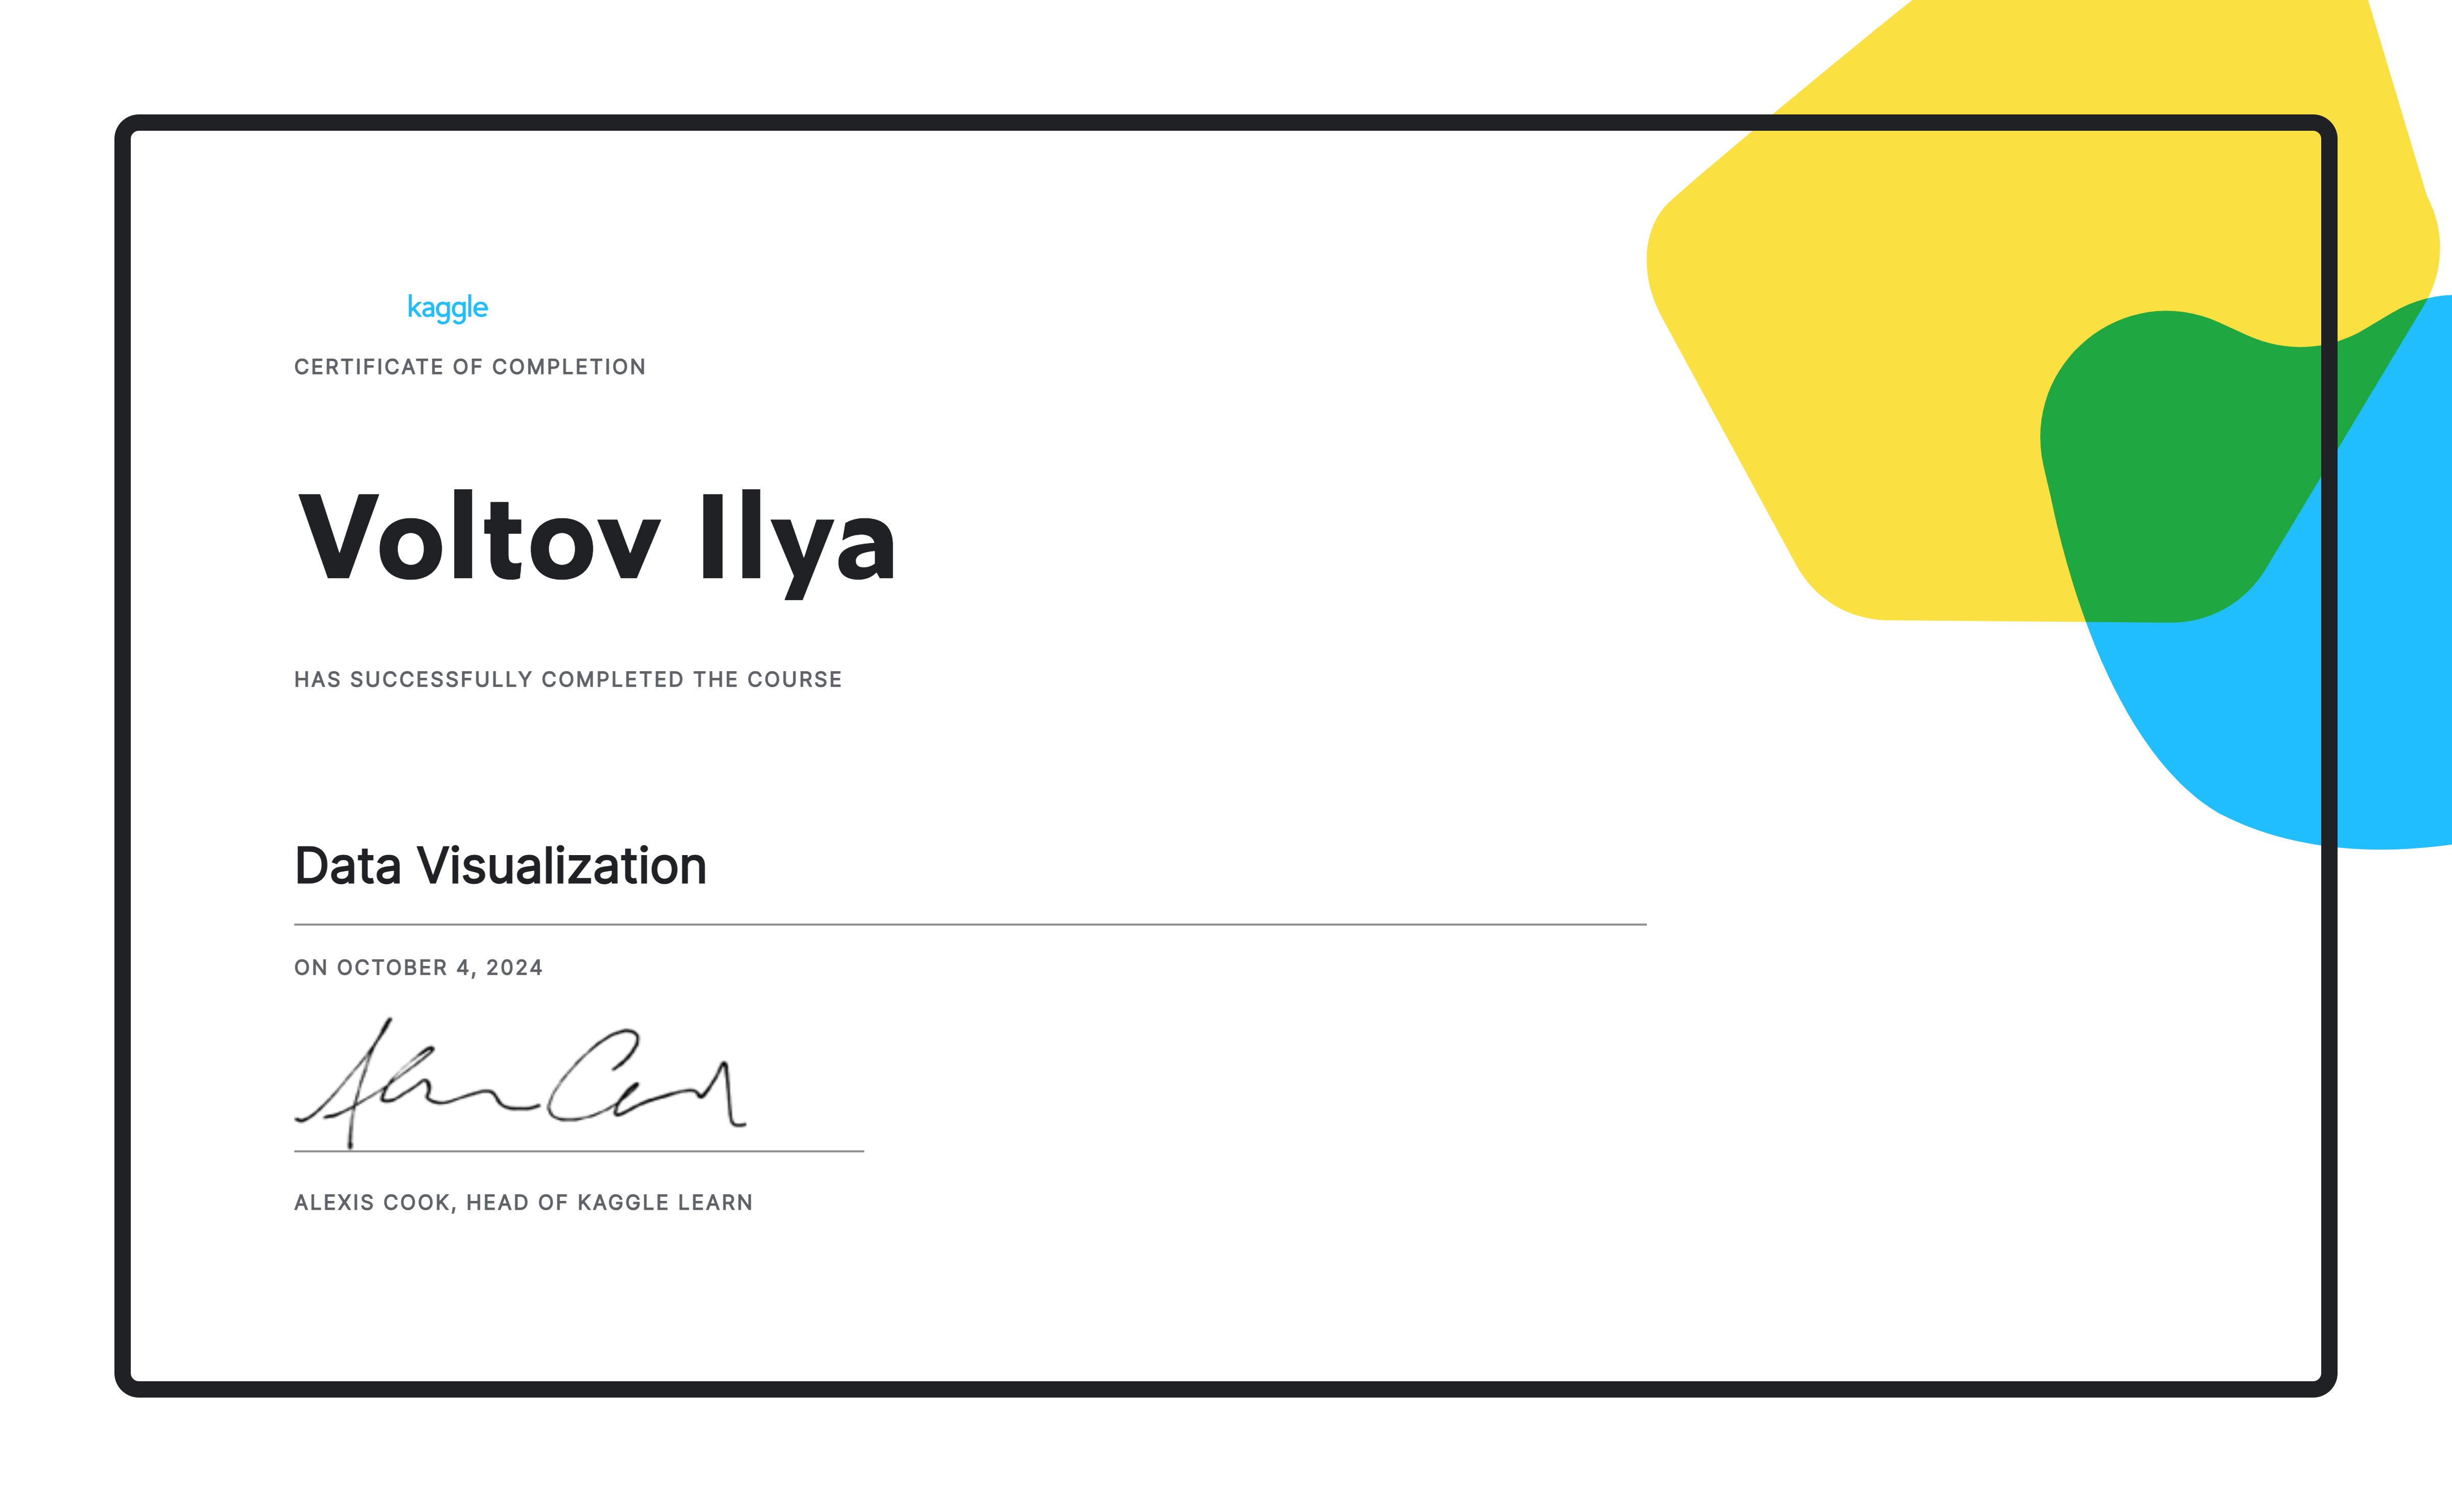 kaggle
CERTIFICATE OF COMPLETION
Voltov Ilya
HAS SUCCESSFULLY COMPLETED THE COURSE
Data Visualization
ON OCTOBER 4, 2024
ALEXIS COOK, HEAD OF KAGGLE LEARN